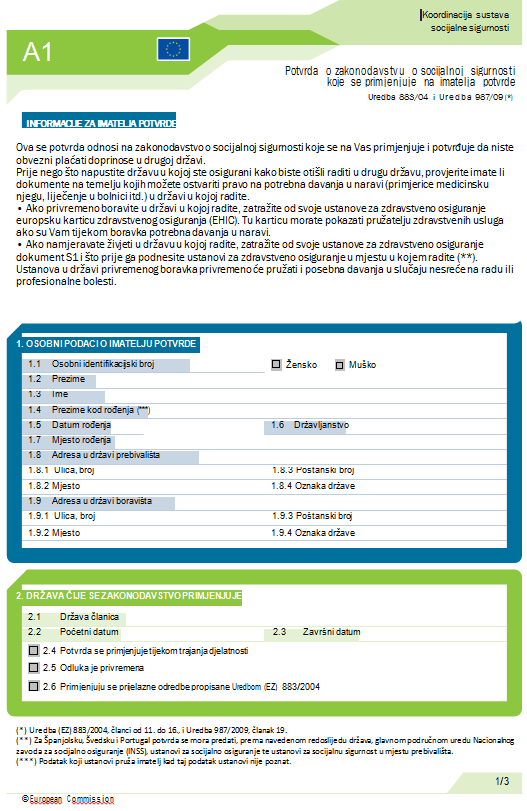 Koordinacija sustava
socijalne sigurnosti
A1
Potvrda o zakonodavstvu o socijalnoj sigurnosti
koje se primjenjuje na imatelja potvrde
Uredba 883/04 i Uredba 987/09 (*)
INFORMACIJE ZA IMATELJA POTVRDE
Ova se potvrda odnosi na zakonodavstvo o socijalnoj sigurnosti koje se na Vas primjenjuje i potvrđuje da niste
obvezni plaćati doprinose u drugoj državi.
Prije nego što napustite državu u kojoj ste osigurani kako biste otišli raditi u drugu državu, provjerite imate li
dokumente na temelju kojih možete ostvariti pravo na potrebna davanja u naravi (primjerice medicinsku
njegu, liječenje u bolnici itd.) u državi u kojoj radite.
• Ako privremeno boravite u državi u kojoj radite, zatražite od svoje ustanove za zdravstveno osiguranje
europsku karticu zdravstvenog osiguranja (EHIC). Tu karticu morate pokazati pružatelju zdravstvenih usluga
ako su Vam tijekom boravka potrebna davanja u naravi.
• Ako namjeravate živjeti u državu u kojoj radite, zatražite od svoje ustanove za zdravstveno osiguranje
dokument S1 i što prije ga podnesite ustanovi za zdravstveno osiguranje u mjestu u kojem radite (**).
Ustanova u državi privremenog boravka privremeno će pružati i posebna davanja u slučaju nesreće na radu ili
profesionalne bolesti.
1. OSOBNI PODACI O IMATELJU POTVRDE
1.1 Osobni identifikacijski broj Žensko Muško
1.2 Prezime
1.3 Ime
1.4 Prezime kod rođenja (***)
1.5 Datum rođenja 1.6 Državljanstvo
1.7 Mjesto rođenja
1.8 Adresa u državi prebivališta
1.8.1 Ulica, broj 1.8.3 Poštanski broj
1.8.2 Mjesto 1.8.4 Oznaka države
1.9 Adresa u državi boravišta
1.9.1 Ulica, broj 1.9.3 Poštanski broj
1.9.2 Mjesto 1.9.4 Oznaka države
2. DRŽAVA ČIJE SE ZAKONODAVSTVO PRIMJENJUJE
2.1 Država članica
2.2 Početni datum 2.3 Završni datum
2.4 Potvrda se primjenjuje tijekom trajanja djelatnosti
2.5 Odluka je privremena
2.6 Primjenjuju se prijelazne odredbe propisane Uredbom (EZ) 883/2004
(*) Uredba (EZ) 883/2004, članci od 11. do 16., i Uredba 987/2009, članak 19.
(**) Za Španjolsku, Švedsku i Portugal potvrda se mora predati, prema navedenom redoslijedu država, glavnom područnom uredu Nacionalnog
zavoda za socijalno osiguranje (INSS), ustanovi za socijalno osiguranje te ustanovi za socijalnu sigurnost u mjestu prebivališta.
(***) Podatak koji ustanovi pruža imatelj kad taj podatak ustanovi nije poznat.
1/3
©European Commission